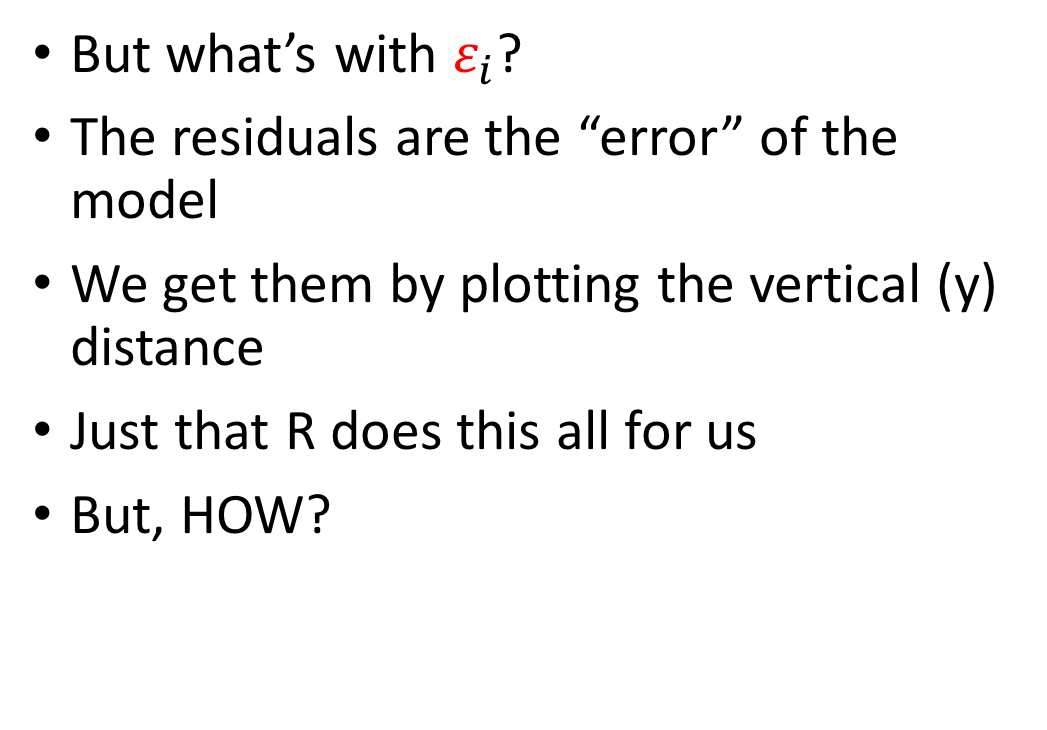 • But what’s with εᵢ?
• The residuals are the “error” of the
model
• We get them by plotting the vertical (y)
distance
• Just that R does this all for us
• But, HOW?